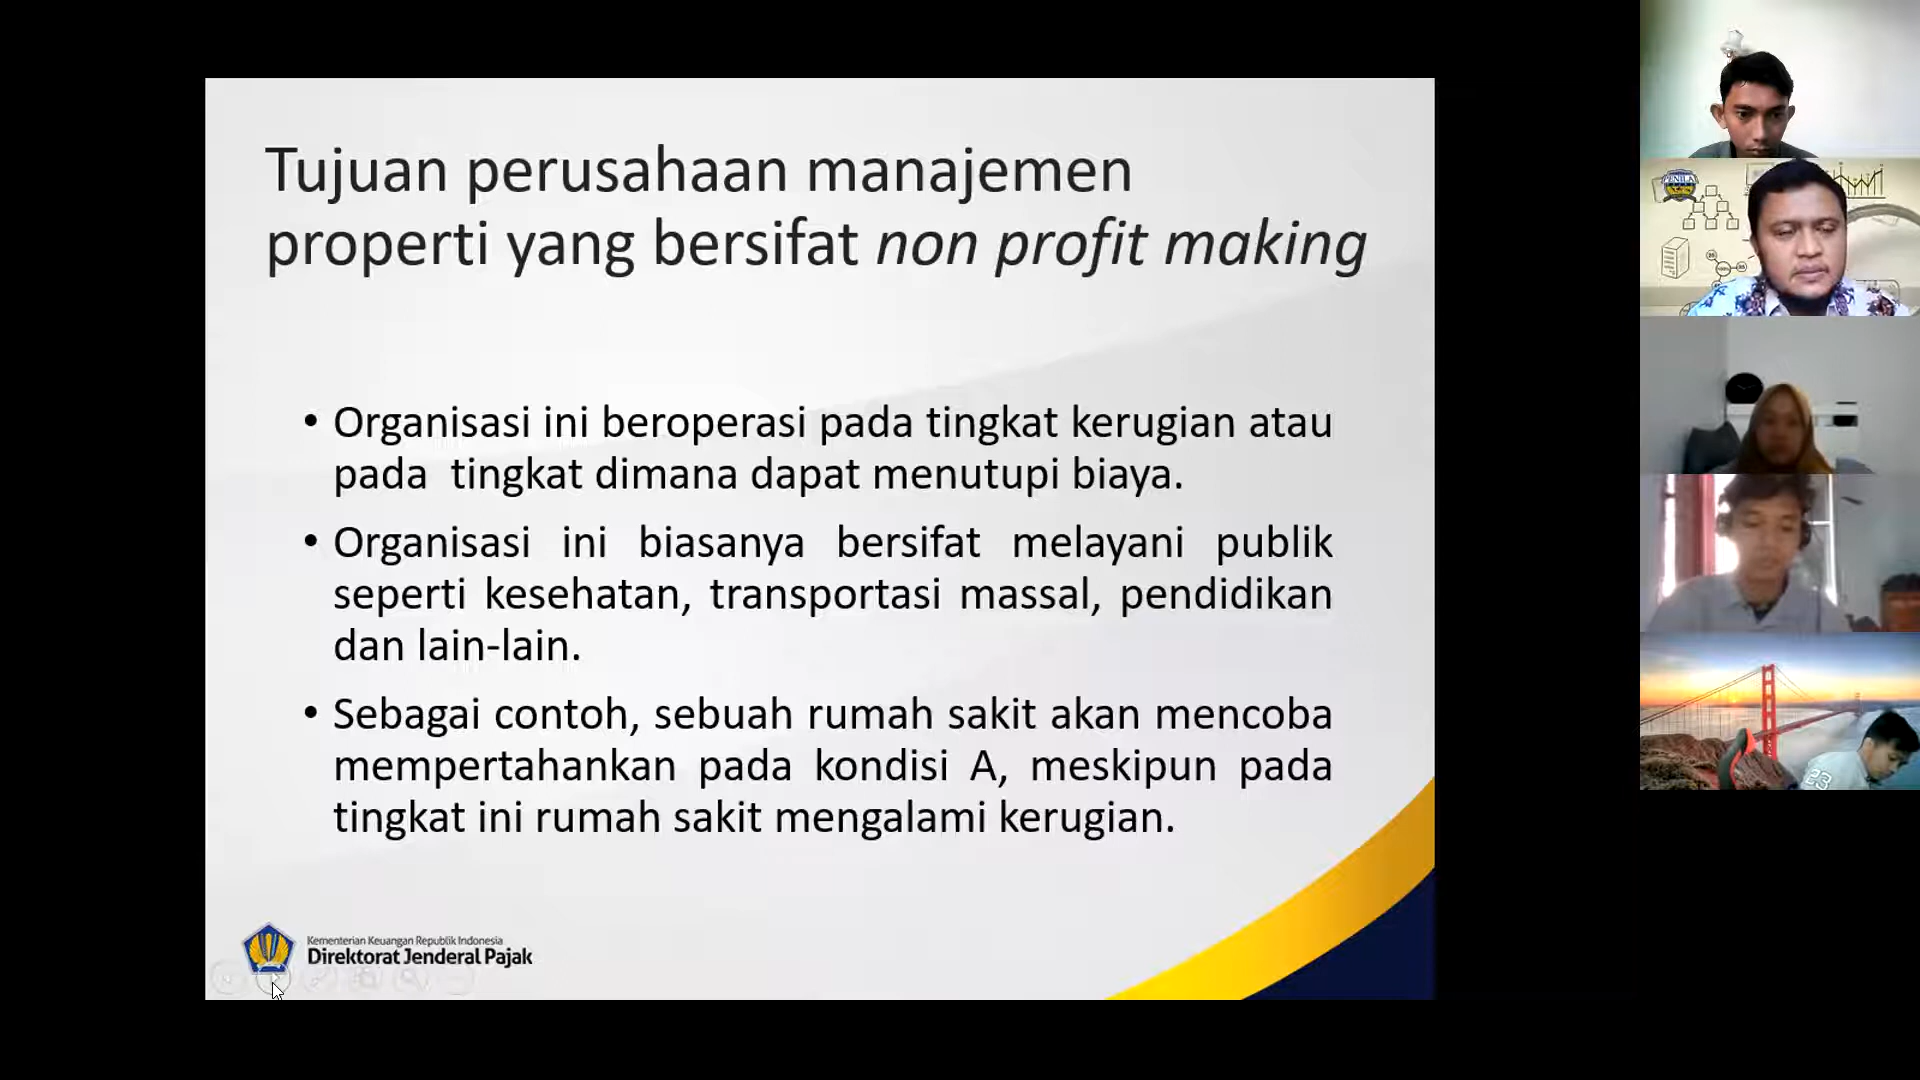 Tujuan perusahaan manajemen
properti yang bersifat non profit making
• Organisasi ini beroperasi pada tingkat kerugian atau
pada tingkat dimana dapat menutupi biaya.
• Organisasi ini biasanya bersifat melayani publik
seperti kesehatan, transportasi massal, pendidikan
dan lain-lain.
• Sebagai contoh, sebuah rumah sakit akan mencoba
mempertahankan pada kondisi A, meskipun pada
tingkat ini rumah sakit mengalami kerugian.
Kementerian Keuangan Republik Indonesia
Direktorat Jenderal Pajak
23